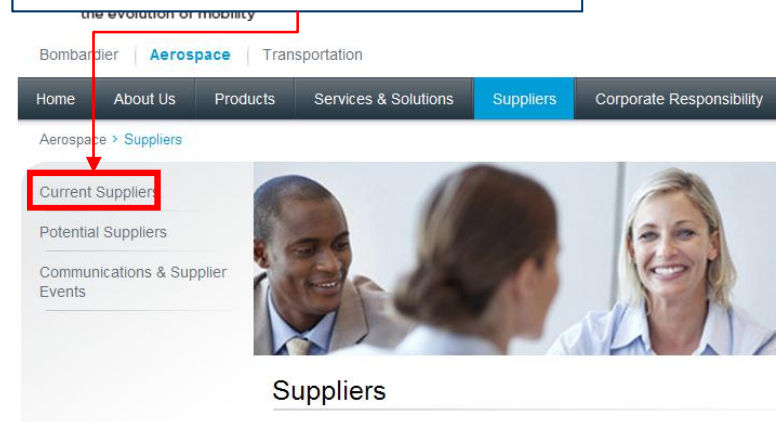 the evolution of mobility
Bombardier Aerospace Transportation
Home About Us Products Services & Solutions Suppliers Corporate Responsibility
Aerospace > Suppliers
Current Suppliers
Potential Suppliers
Communications & Supplier
Events
Suppliers